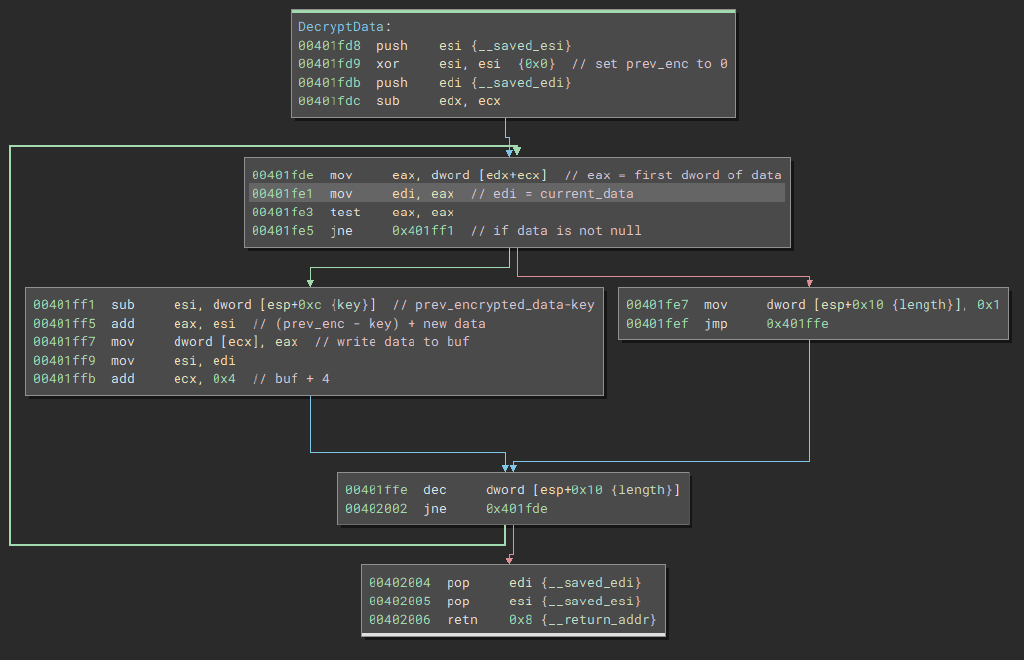 DecryptData:
00401fd8 push esi {__saved_esi}
00401fd9 xor esi, esi {0x0} // set prev_enc to 0
00401fdb push edi {__saved_edi}
00401fdc sub edx, ecx
00401fde mov eax, dword [edx+ecx] // eax = first dword of data
00401fe1 mov edi, eax // edi = current_data
00401fe3 test eax, eax
00401fe5 jne 0x401ff1 // if data is not null
00401ff1 sub esi, dword [esp+0xc {key}] // prev_encrypted_data-key
00401ff5 add eax, esi // (prev_enc - key) + new data
00401ff7 mov dword [ecx], eax // write data to buf
00401ff9 mov esi, edi
00401ffb add ecx, 0x4 // buf + 4
00401fe7 mov dword [esp+0x10 {length}], 0x1
00401fef jmp 0x401ffe
00401ffe dec dword [esp+0x10 {length}]
00402002 jne 0x401fde
00402004 pop edi {__saved_edi}
00402005 pop esi {__saved_esi}
00402006 retn 0x8 {__return_addr}